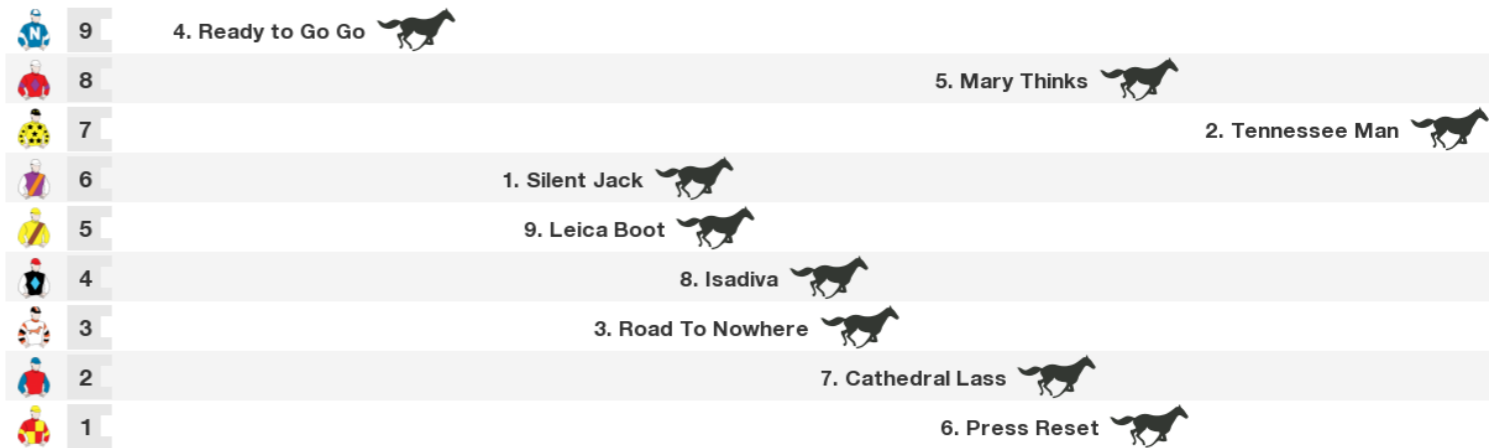 N 9 4. Ready to Go Go
8 5. Mary Thinks
7 2. Tennessee Man
6 1. Silent Jack
5 9. Leica Boot
4 8. Isadiva
3 3. Road To Nowhere
2 7. Cathedral Lass
1 6. Press Reset